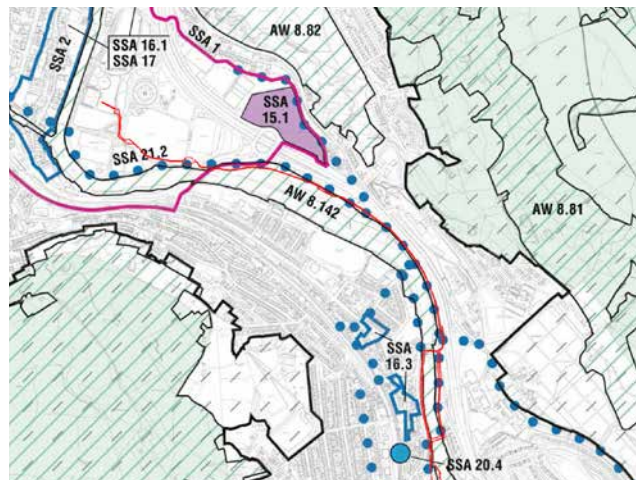 SSA 2
SSA 16.1
SSA 17
SSA 1
AW 8.82
SSA
15.1
SSA 21.2
AW 8.142
AW 8.81
SSA
16.3
SSA 20.4